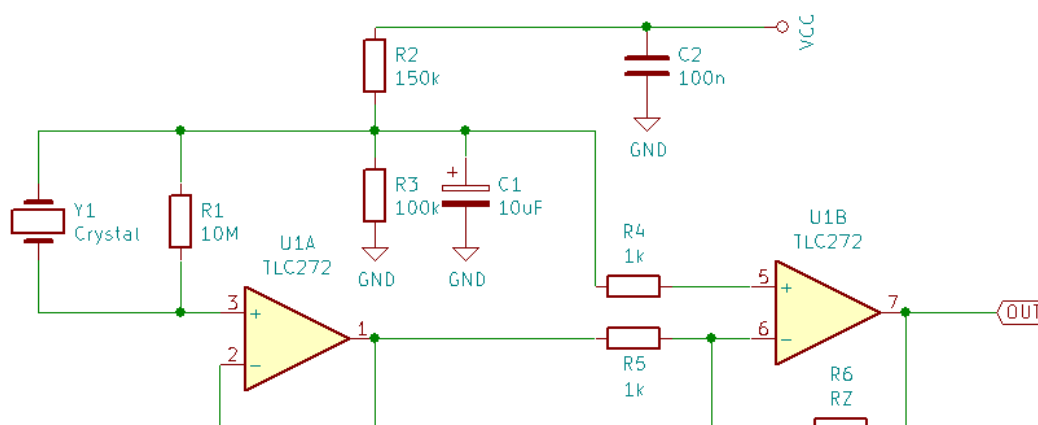 VCC
R2
150k
C2
100n
GND
Y1
Crystal
R1
10M
R3
100k
+
C1
10uF
GND
GND
U1A
TLC272
3
+
2
−
1
R4
1k
R5
1k
U1B
TLC272
5
+
6
−
7
OUT
R6
RZ